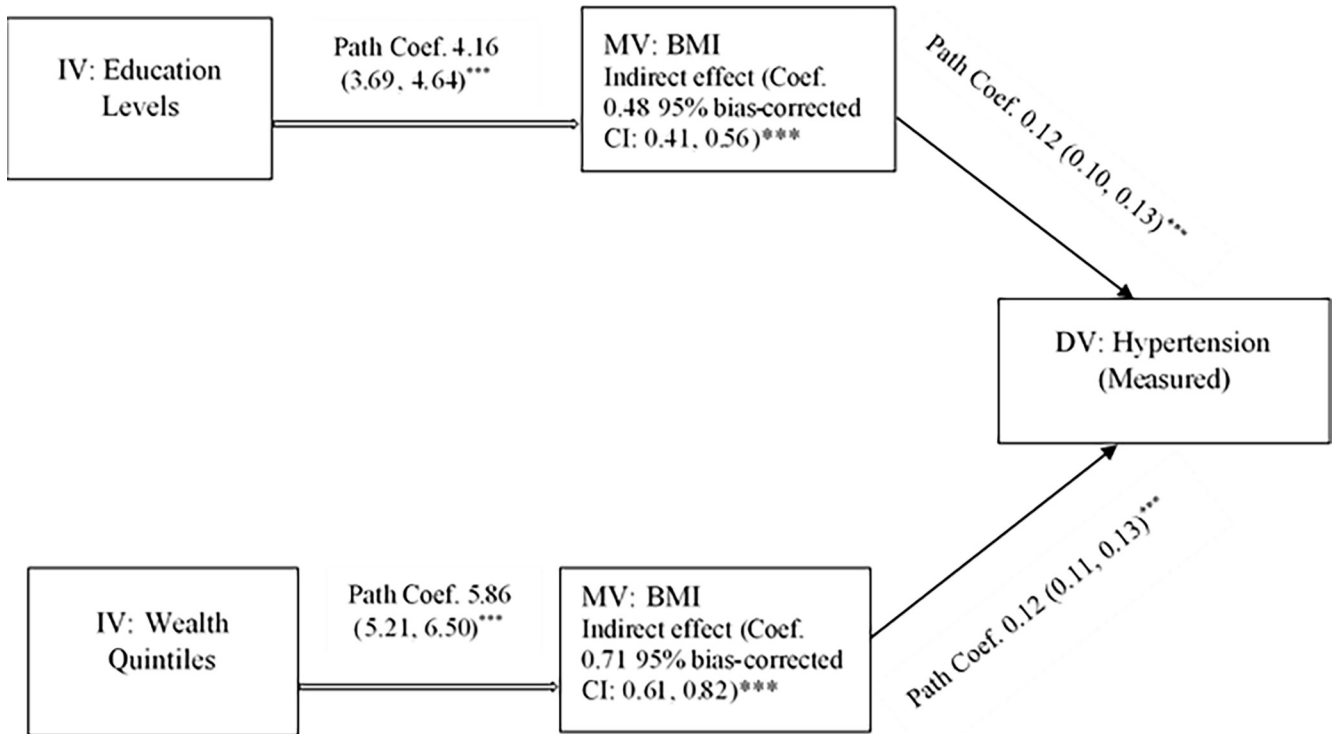 IV: Education
Levels
Path Coef. 4.16
(3.69, 4.64)***
MV: BMI
Indirect effect (Coef.
0.48 95% bias-corrected
CI: 0.41, 0.56)***
Path Coef. 0.12 (0.10, 0.13)***
DV: Hypertension
(Measured)
IV: Wealth
Quintiles
Path Coef. 5.86
(5.21, 6.50)***
MV: BMI
Indirect effect (Coef.
0.71 95% bias-corrected
CI: 0.61, 0.82)***
Path Coef. 0.12 (0.11, 0.13)***